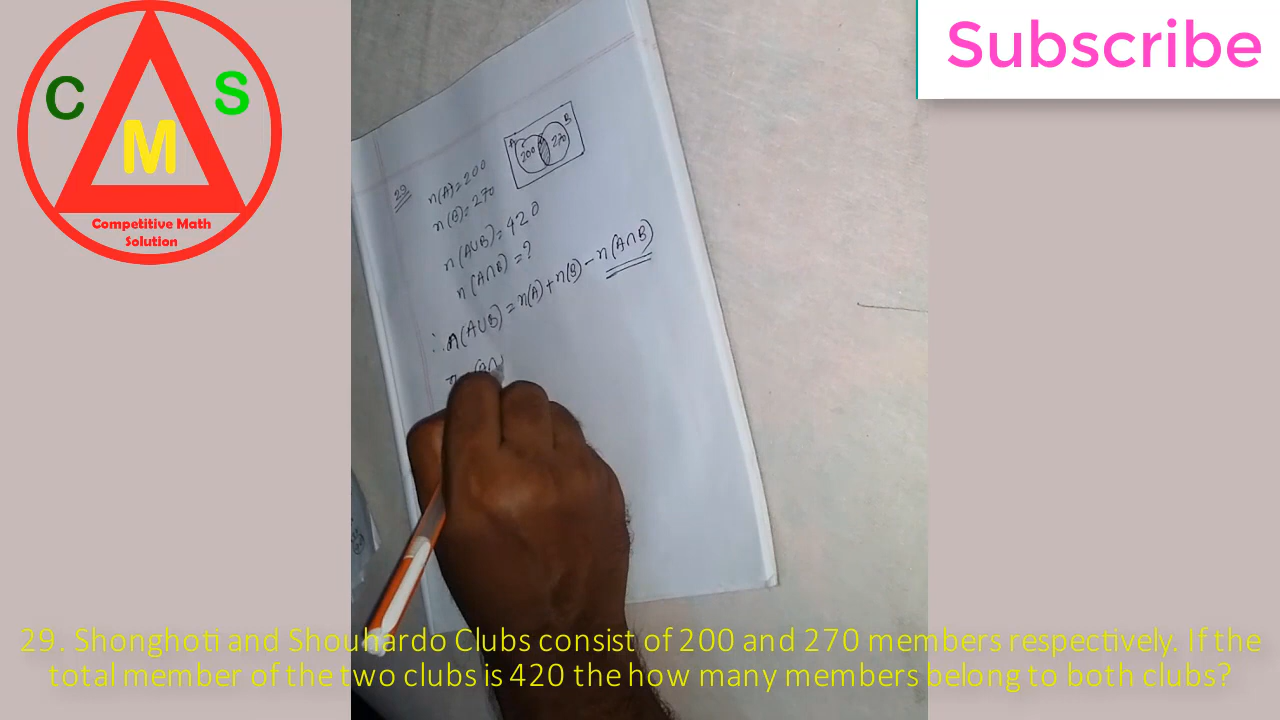 C
S
M
Competitive Math
Solution
Subscribe
29
A
B
200
270
n(A)=200
n(B)=270
n(A∪B)=420
n(A∩B)=?
∴n(A∪B)=n(A)+n(B)-n(A∩B)
29. Shonghoti and Shouhardo Clubs consist of 200 and 270 members respectively. If the
total member of the two clubs is 420 the how many members belong to both clubs?